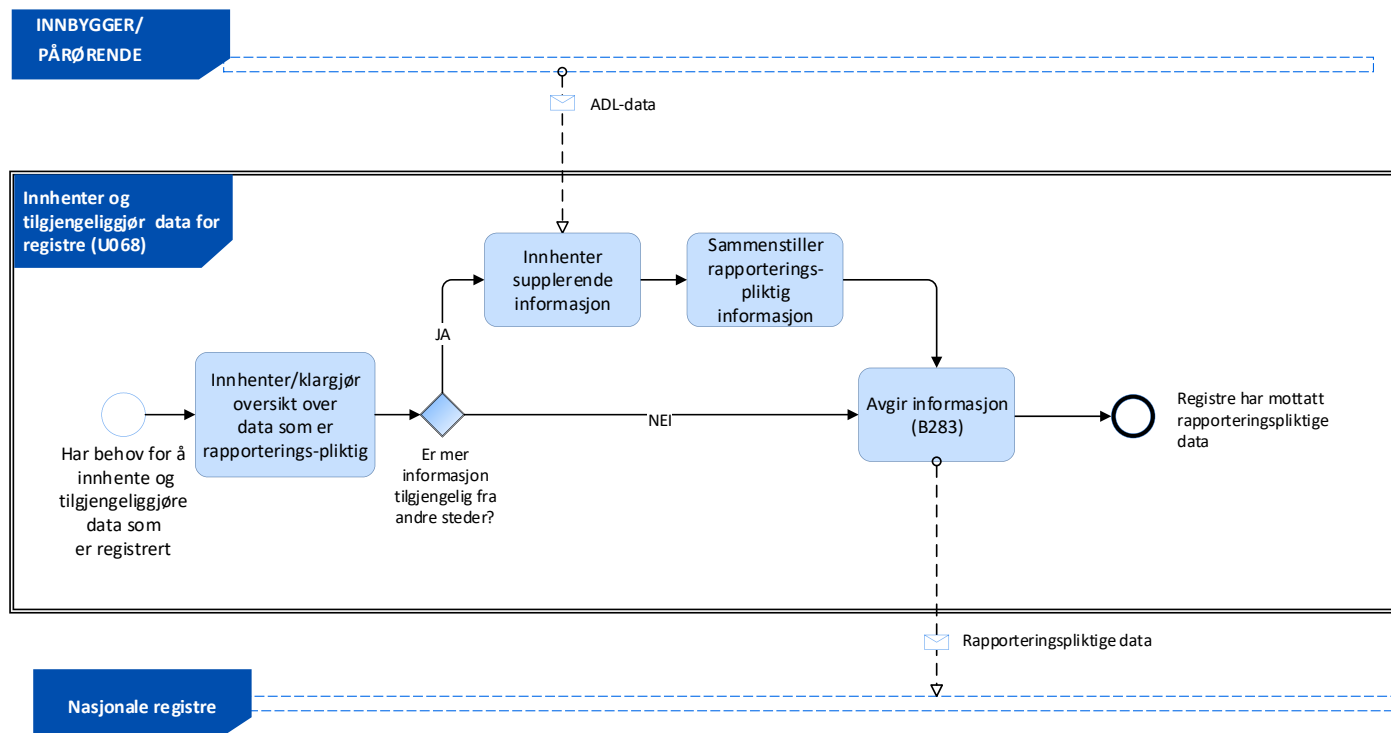 INNBYGGER/
PÅRØRENDE
ADL-data
Innhenter og
tilgjengeliggjør data for
registre (U068)
Innhenter
supplerende
informasjon
Sammenstiller
rapporterings-
pliktig
informasjon
JA
Innhenter/klargjør
oversikt over
data som er
rapporterings-pliktig
NEI
Avgir informasjon
(B283)
Registre har mottatt
rapporteringspliktige
data
Har behov for å
innhente og
tilgjengeliggjøre
data som
er registrert
Er mer
informasjon
tilgjengelig fra
andre steder?
Rapporteringspliktige data
Nasjonale registre